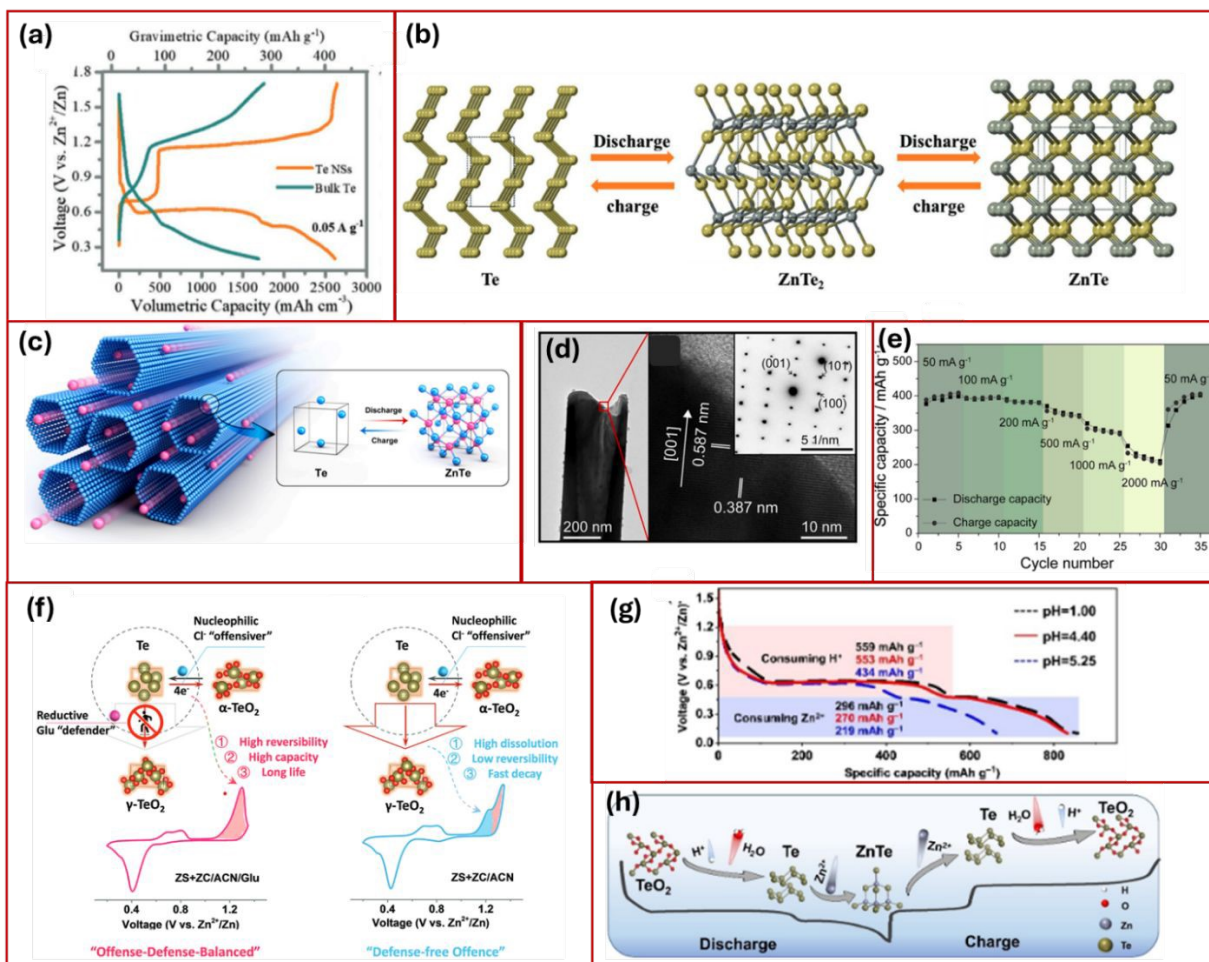 (a)
Gravimetric Capacity (mAh g⁻¹)
0 100 200 300 400
Voltage (V vs. Zn²⁺/Zn)
1.8
1.5
1.2
0.9
0.6
0.3
Te NSs
Bulk Te
0.05 A g⁻¹
0 500 1000 1500 2000 2500 3000
Volumetric Capacity (mAh cm⁻³)
(b)
Discharge
charge
Discharge
charge
Te
ZnTe₂
ZnTe
(c)
Discharge
Charge
Te
ZnTe
(d)
200 nm
[001]
0.587 nm
0.387 nm
10 nm
(001)
(101)
(100)
5 1/nm
(e)
Specific capacity / mAh g⁻¹
500
400
300
200
100
0
50 mA g⁻¹
100 mA g⁻¹
200 mA g⁻¹
500 mA g⁻¹
1000 mA g⁻¹
2000 mA g⁻¹
50 mA g⁻¹
Discharge capacity
Charge capacity
0 5 10 15 20 25 30 35
Cycle number
(f)
Te
Nucleophilic
Cl⁻ “offensiver”
4e⁻
α-TeO₂
Reductive
Glu “defender”
① High reversibility
② High capacity
③ Long life
γ-TeO₂
ZS+ZC/ACN/Glu
0.4 0.8 1.2
Voltage (V vs. Zn²⁺/Zn)
“Offense-Defense-Balanced”
Te
Nucleophilic
Cl⁻ “offensiver”
4e⁻
α-TeO₂
① High dissolution
② Low reversibility
③ Fast decay
γ-TeO₂
ZS+ZC/ACN
0.4 0.8 1.2
Voltage (V vs. Zn²⁺/Zn)
“Defense-free Offence”
(g)
Voltage (V vs. Zn²⁺/Zn)
1.5
1.2
0.9
0.6
0.3
0.0
Consuming H⁺
559 mAh g⁻¹
553 mAh g⁻¹
434 mAh g⁻¹
Consuming Zn²⁺
296 mAh g⁻¹
270 mAh g⁻¹
219 mAh g⁻¹
pH=1.00
pH=4.40
pH=5.25
0 200 400 600 800
Specific capacity (mAh g⁻¹)
(h)
TeO₂
H⁺
H₂O
Te
Zn²⁺
ZnTe
Zn²⁺
Te
H₂O
H⁺
TeO₂
Discharge
Charge
H
O
Zn
Te